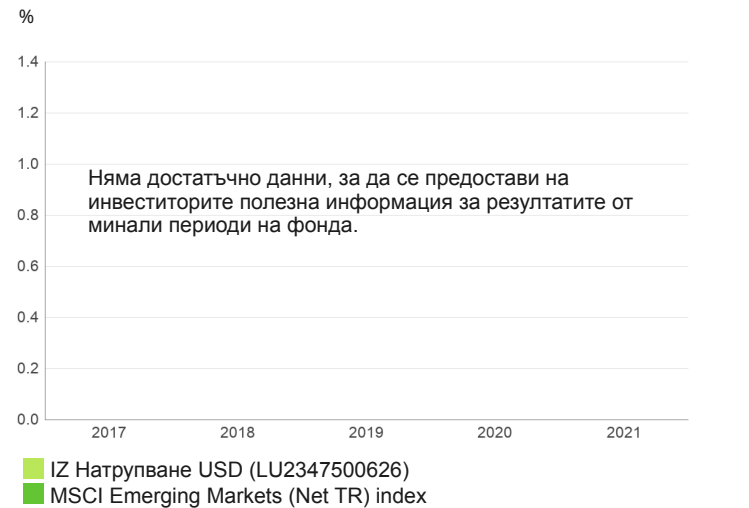 %
1.4
1.2
1.0
Няма достатъчно данни, за да се предостави на
инвеститорите полезна информация за резултатите от
0.8
минали периоди на фонда.
0.6
0.4
0.2
0.0
2017 2018 2019 2020 2021
IZ Натрупване USD (LU2347500626)
MSCI Emerging Markets (Net TR) index